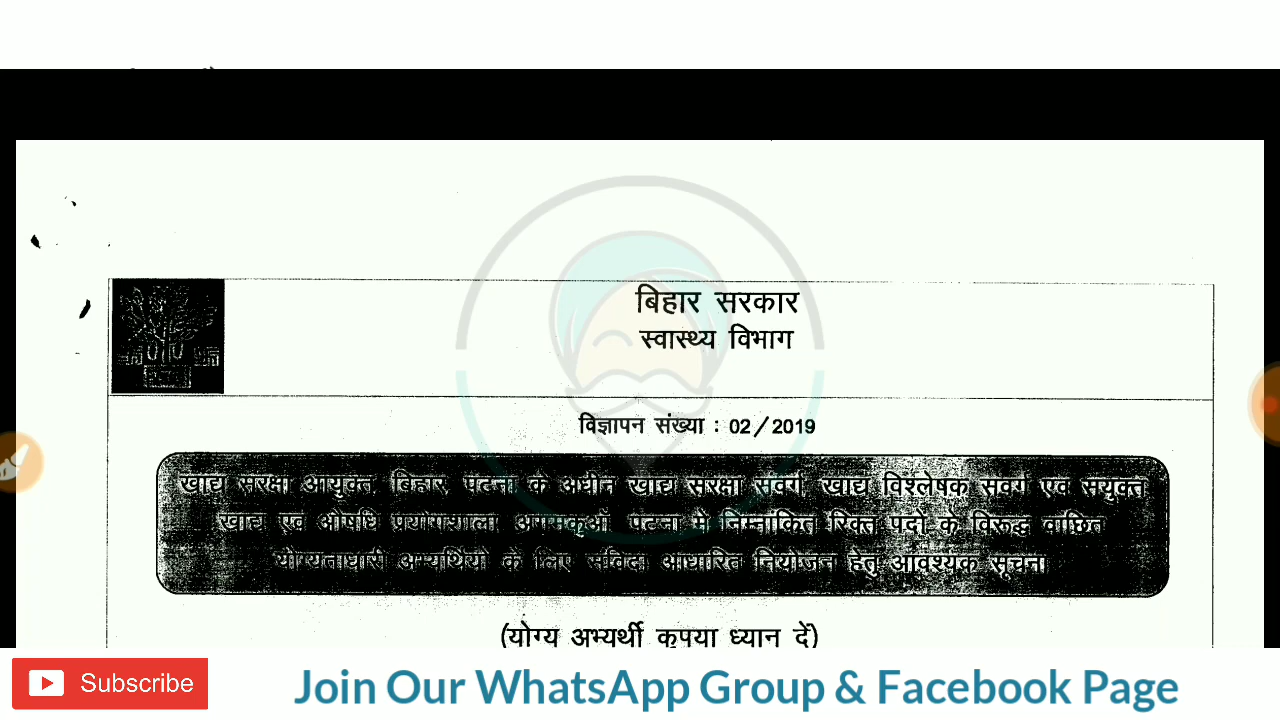 बिहार सरकार
स्वास्थ्य विभाग
विज्ञापन संख्या : 02/2019
खाद्य सुरक्षा आयुक्त, बिहार, पटना के अधीन खाद्य सुरक्षा संवर्ग, खाद्य विश्लेषक संवर्ग एवं संयुक्त
खाद्य एवं औषधि प्रयोगशाला, अगमकुआँ, पटना में निम्नांकित रिक्त पदों के विरूद्ध वांछित
योग्यताधारी अभ्यर्थियों के लिए संविदा आधारित नियोजन हेतु आवश्यक सूचना
(योग्य अभ्यर्थी कृपया ध्यान दें)
Subscribe
Join Our WhatsApp Group & Facebook Page